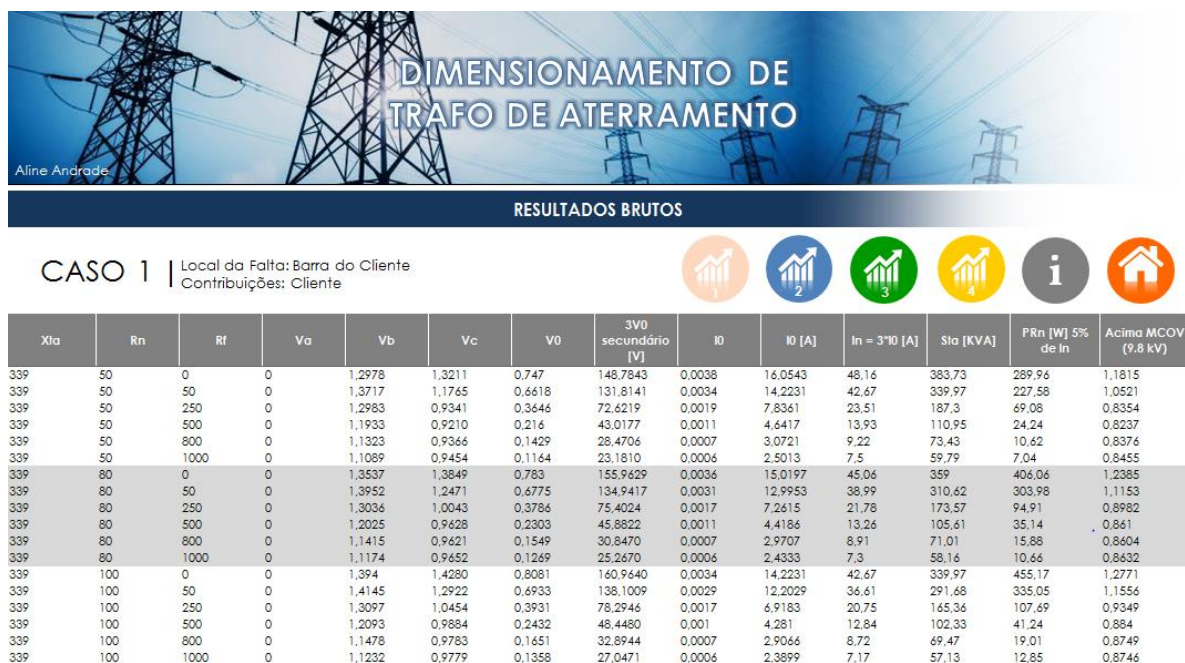 DIMENSIONAMENTO DE
TRAFO DE ATERRAMENTO
Aline Andrade
RESULTADOS BRUTOS
CASO 1 | Local da Falta: Barra do Cliente
Contribuições: Cliente
1 2 3 4 i
Xta Rn Rf Va Vb Vc V0 3V0 secundário [V] I0 I0 [A] In = 3*I0 [A] Sta [KVA] PRn [W] 5% de In Acima MCOV (9.8 kV)
339 50 0 0 1,2978 1,3211 0,747 148,7843 0,0038 16,0543 48,16 383,73 289,96 1,1815
339 50 50 0 1,3717 1,1765 0,6618 131,8141 0,0034 14,2231 42,67 339,97 227,58 1,0521
339 50 250 0 1,2983 0,9341 0,3646 72,6219 0,0019 7,8361 23,51 187,3 69,08 0,8354
339 50 500 0 1,1933 0,9210 0,216 43,0177 0,0011 4,6417 13,93 110,95 24,24 0,8237
339 50 800 0 1,1323 0,9366 0,1429 28,4706 0,0007 3,0721 9,22 73,43 10,62 0,8376
339 50 1000 0 1,1089 0,9454 0,1164 23,1810 0,0006 2,5013 7,5 59,79 7,04 0,8455
339 80 0 0 1,3537 1,3849 0,783 155,9629 0,0036 15,0197 45,06 359 406,06 1,2385
339 80 50 0 1,3952 1,2471 0,6775 134,9417 0,0031 12,9953 38,99 310,62 303,98 1,1153
339 80 250 0 1,3036 1,0043 0,3786 75,4024 0,0017 7,2615 21,78 173,57 94,91 0,8982
339 80 500 0 1,2025 0,9628 0,2303 45,8822 0,0011 4,4186 13,26 105,61 35,14 0,861
339 80 800 0 1,1415 0,9621 0,1549 30,8470 0,0007 2,9707 8,91 71,01 15,88 0,8604
339 80 1000 0 1,1174 0,9652 0,1269 25,2670 0,0006 2,4333 7,3 58,16 10,66 0,8632
339 100 0 0 1,394 1,4280 0,8081 160,9640 0,0034 14,2231 42,67 339,97 455,17 1,2771
339 100 50 0 1,4145 1,2922 0,6933 138,1009 0,0029 12,2029 36,61 291,68 335,05 1,1556
339 100 250 0 1,3097 1,0454 0,3931 78,2946 0,0017 6,9183 20,75 165,36 107,69 0,9349
339 100 500 0 1,2093 0,9884 0,2432 48,4480 0,001 4,281 12,84 102,33 41,24 0,884
339 100 800 0 1,1478 0,9783 0,1651 32,8944 0,0007 2,9066 8,72 69,47 19,01 0,8749
339 100 1000 0 1,1232 0,9779 0,1358 27,0471 0,0006 2,3899 7,17 57,13 12,85 0,8746